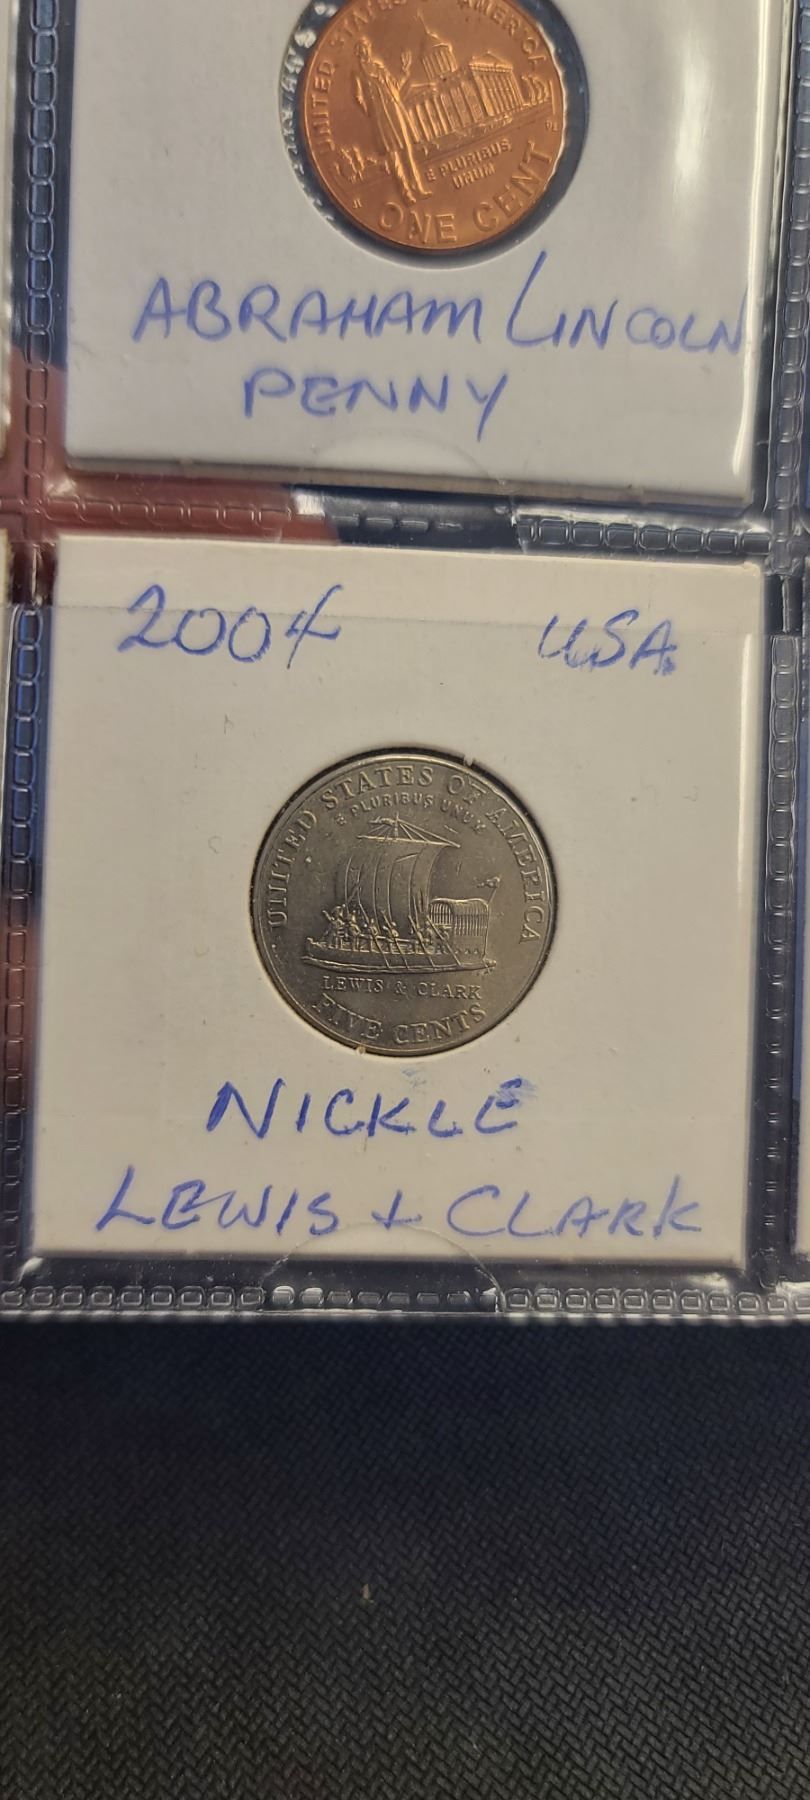 UNITED STATES OF AMERICA
E PLURIBUS
UNUM
ONE CENT
ABRAHAM LINCOLN
PENNY
2004 USA
UNITED STATES OF AMERICA
E PLURIBUS UNUM
LEWIS & CLARK
FIVE CENTS
NICKLE
LEWIS + CLARK